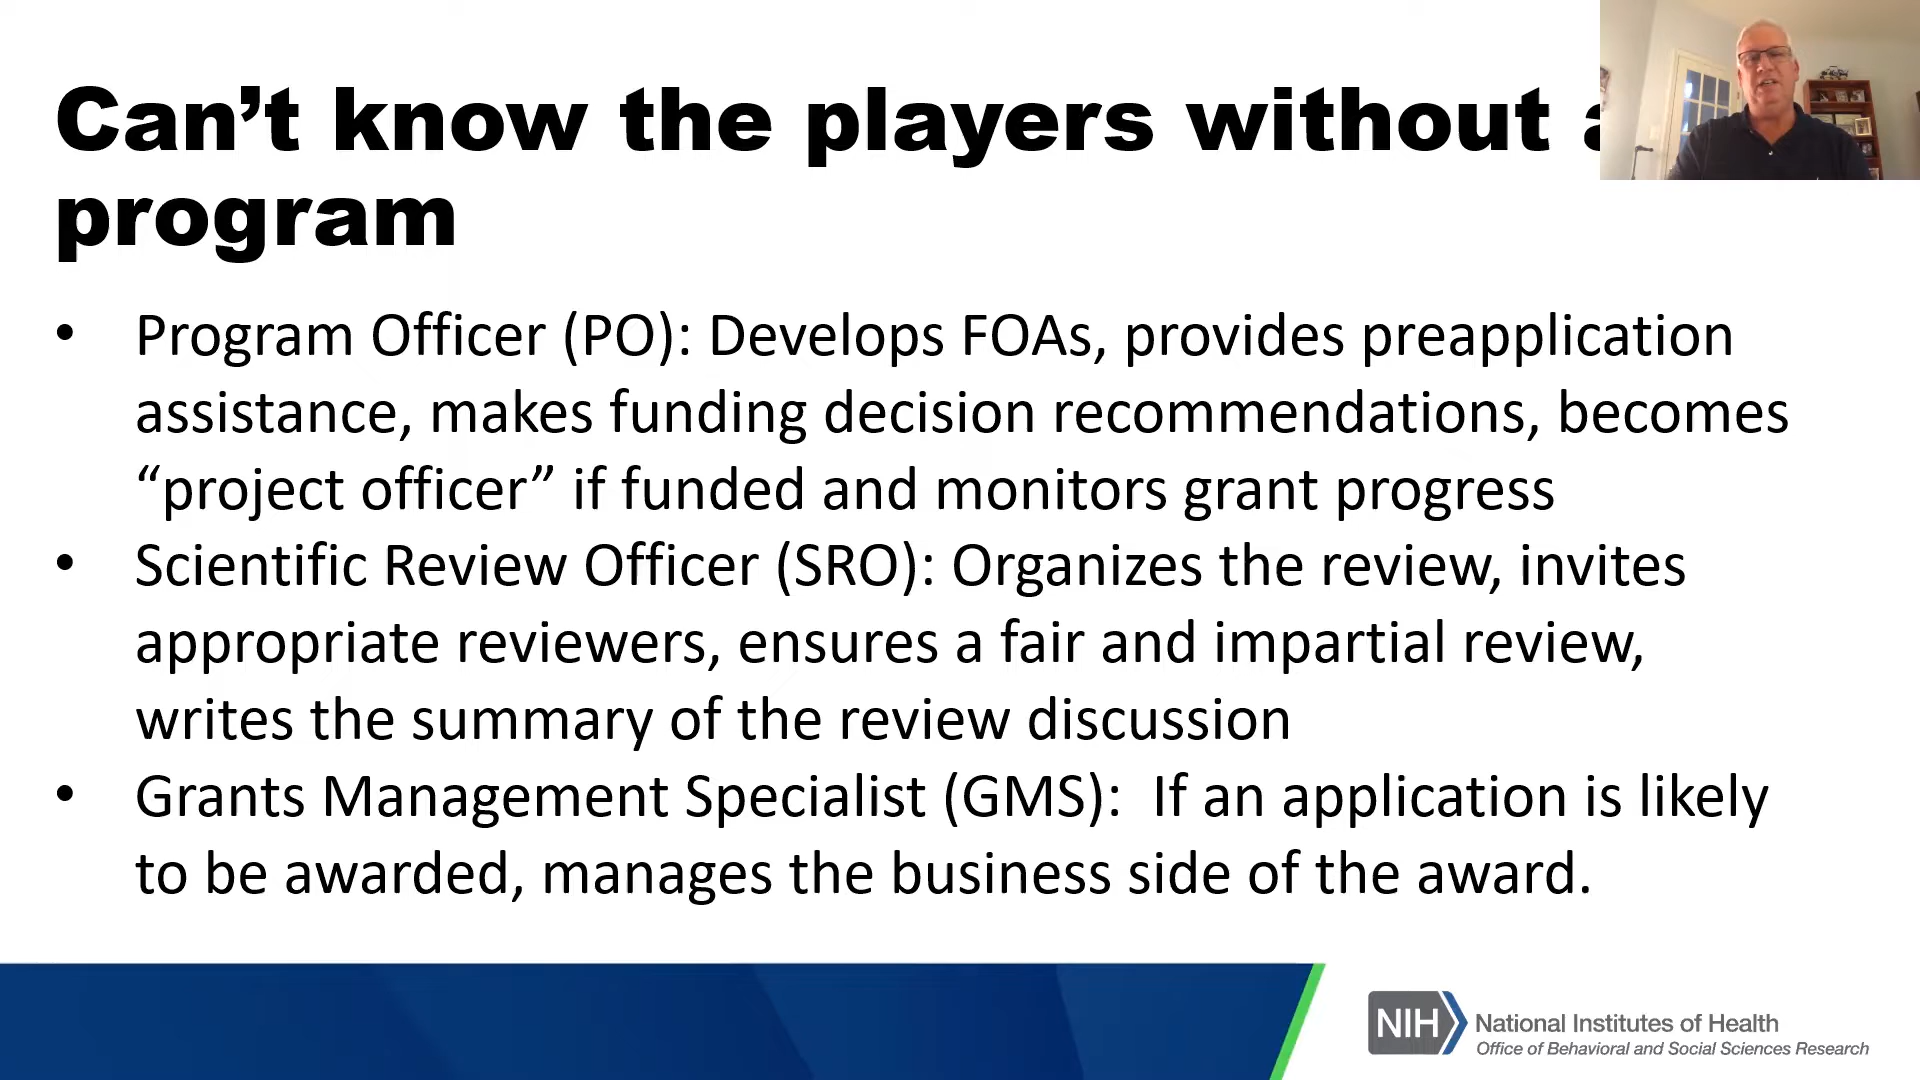 Can’t know the players without a
program
• Program Officer (PO): Develops FOAs, provides preapplication
assistance, makes funding decision recommendations, becomes
“project officer” if funded and monitors grant progress
• Scientific Review Officer (SRO): Organizes the review, invites
appropriate reviewers, ensures a fair and impartial review,
writes the summary of the review discussion
• Grants Management Specialist (GMS):  If an application is likely
to be awarded, manages the business side of the award.
NIH National Institutes of Health
Office of Behavioral and Social Sciences Research